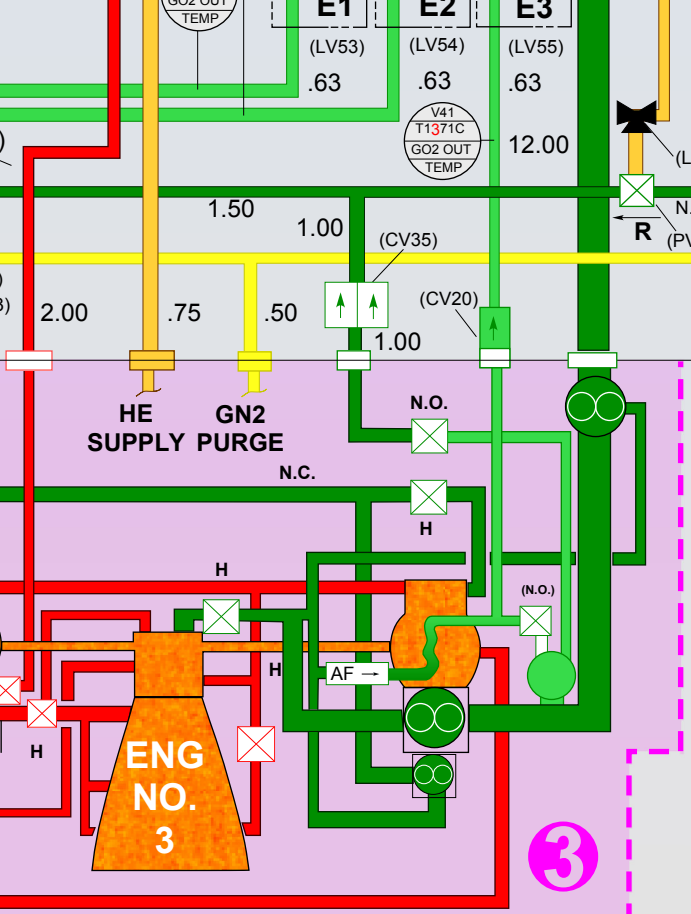 GO2 OUT
TEMP
E1
E2
E3
(LV53)
(LV54)
(LV55)
.63
.63
.63
V41
T1371C
GO2 OUT
TEMP
12.00
)
(L
1.50
1.00
N.
R
(PV
(CV35)
)
3)
2.00
.75
.50
(CV20)
1.00
HE
SUPPLY
GN2
PURGE
N.O.
N.C.
H
H
(N.O.)
H
AF
H
ENG
NO.
3
3